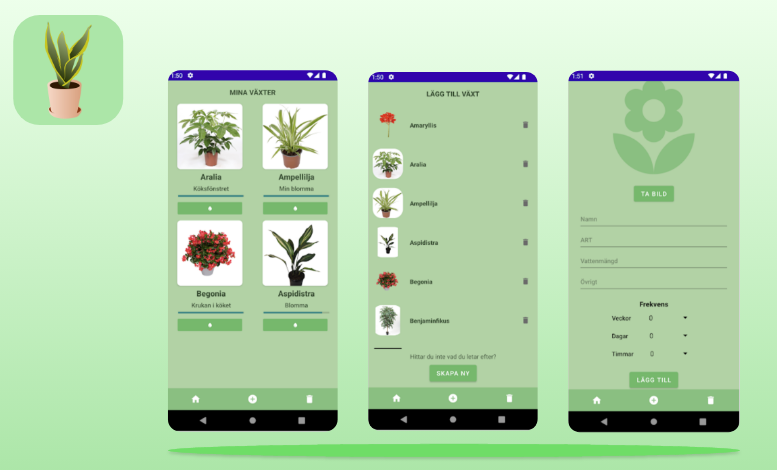 1:50
MINA VÄXTER
Aralia
Köksfönstret
Ampellilja
Min blomma
Begonia
Krukan i köket
Aspidistra
Blomma
1:50
LÄGG TILL VÄXT
Amaryllis
Aralia
Ampellilja
Aspidistra
Begonia
Benjaminfikus
Hittar du inte vad du letar efter?
SKAPA NY
1:51
TA BILD
Namn
ART
Vattenmängd
Övrigt
Frekvens
Veckor 0
Dagar 0
Timmar 0
LÄGG TILL